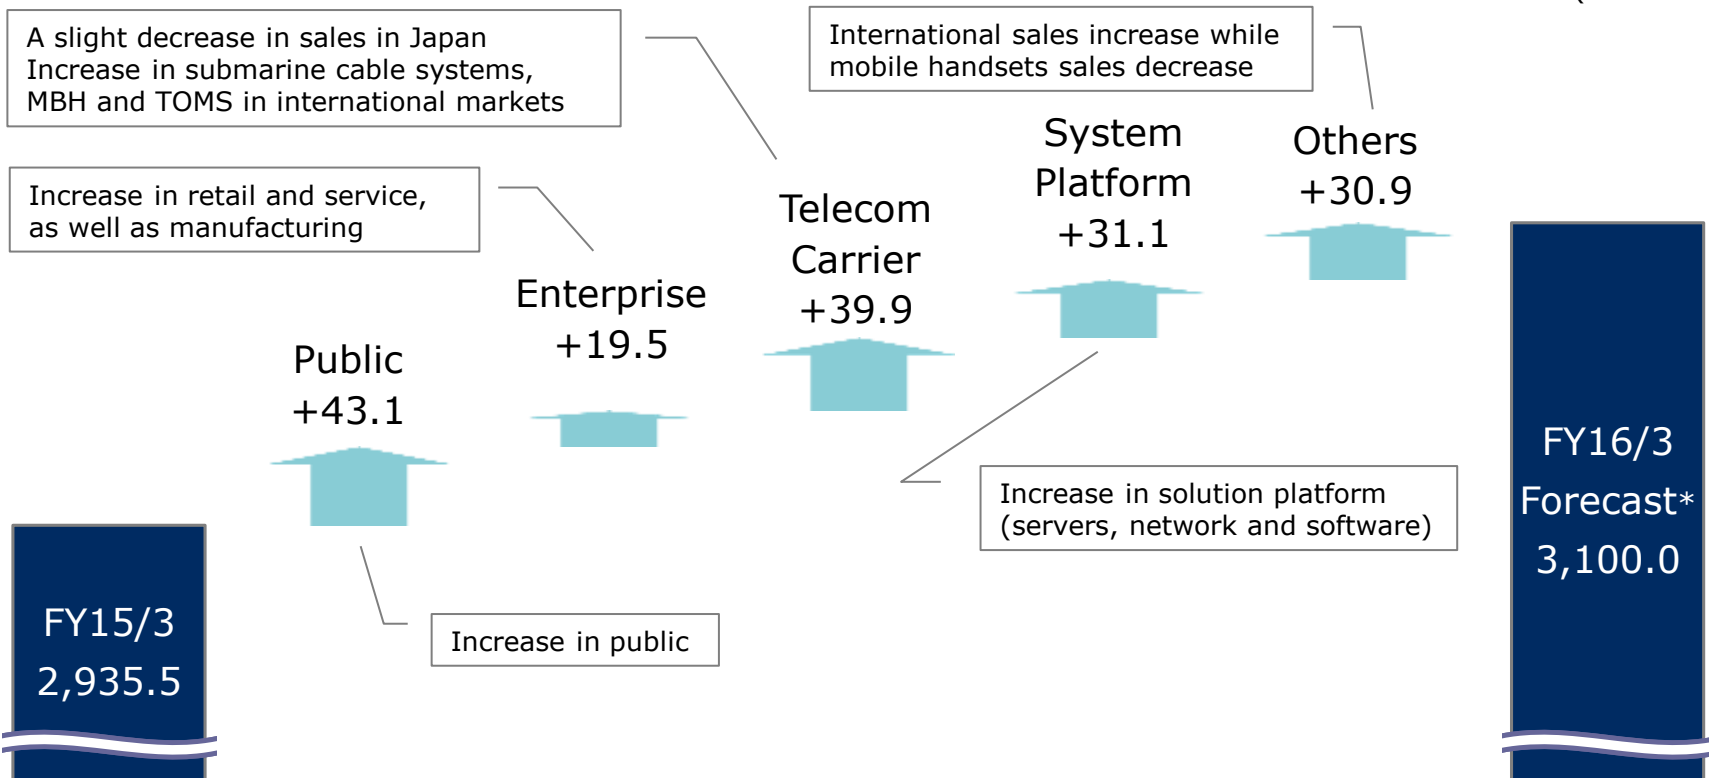 (
A slight decrease in sales in Japan
Increase in submarine cable systems,
MBH and TOMS in international markets
International sales increase while
mobile handsets sales decrease
Increase in retail and service,
as well as manufacturing
Public
+43.1
Enterprise
+19.5
Telecom
Carrier
+39.9
System
Platform
+31.1
Others
+30.9
Increase in solution platform
(servers, network and software)
Increase in public
FY15/3
2,935.5
FY16/3
Forecast*
3,100.0